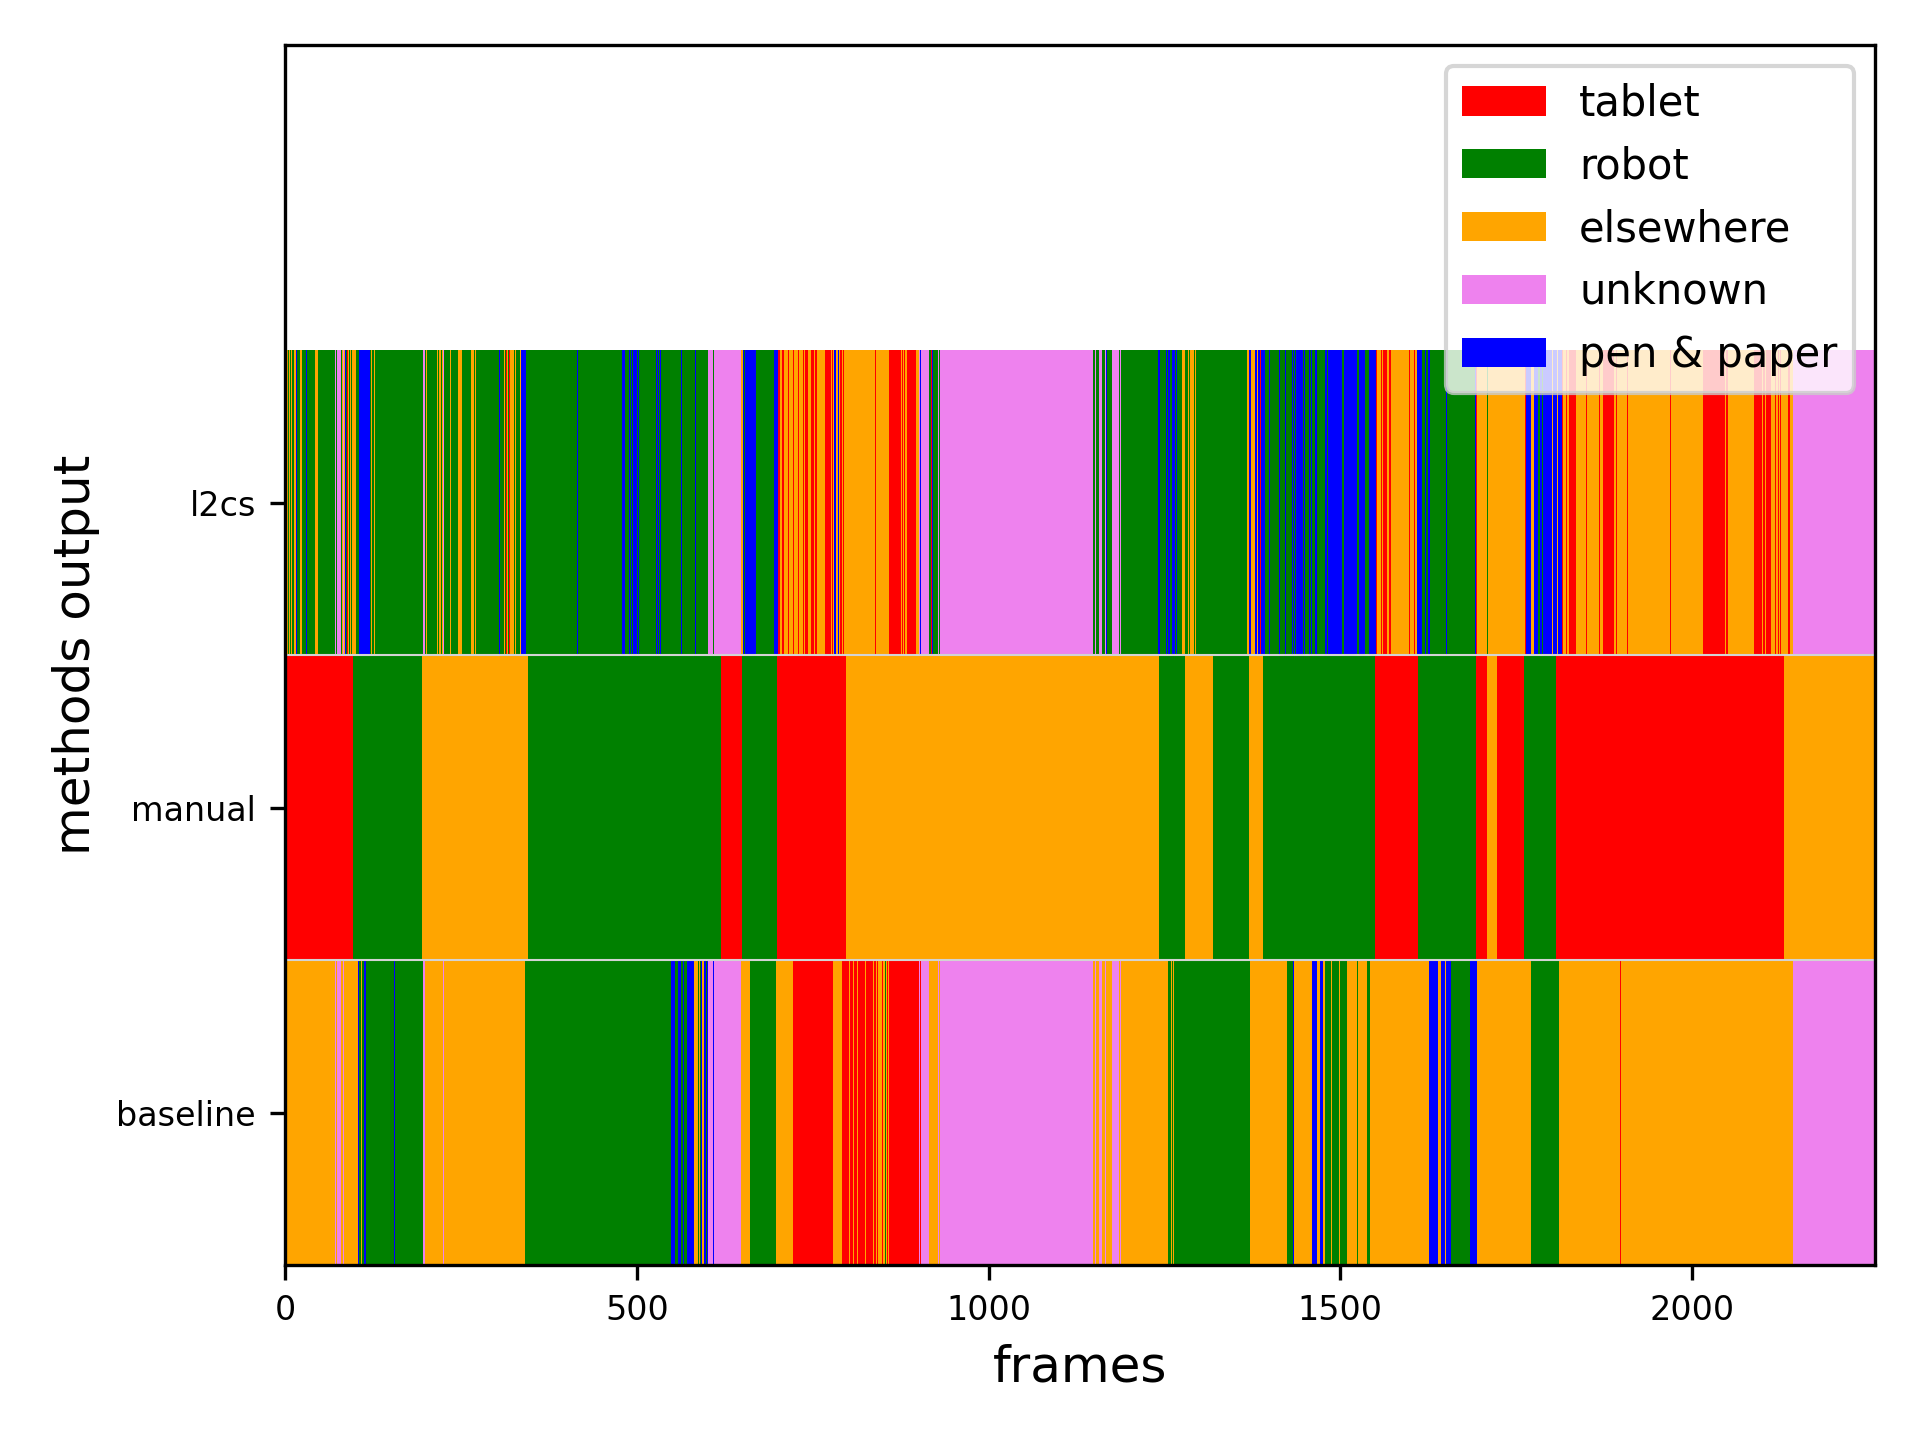 tablet
robot
elsewhere
unknown
pen & paper
methods output
l2cs
manual
baseline
0 500 1000 1500 2000
frames